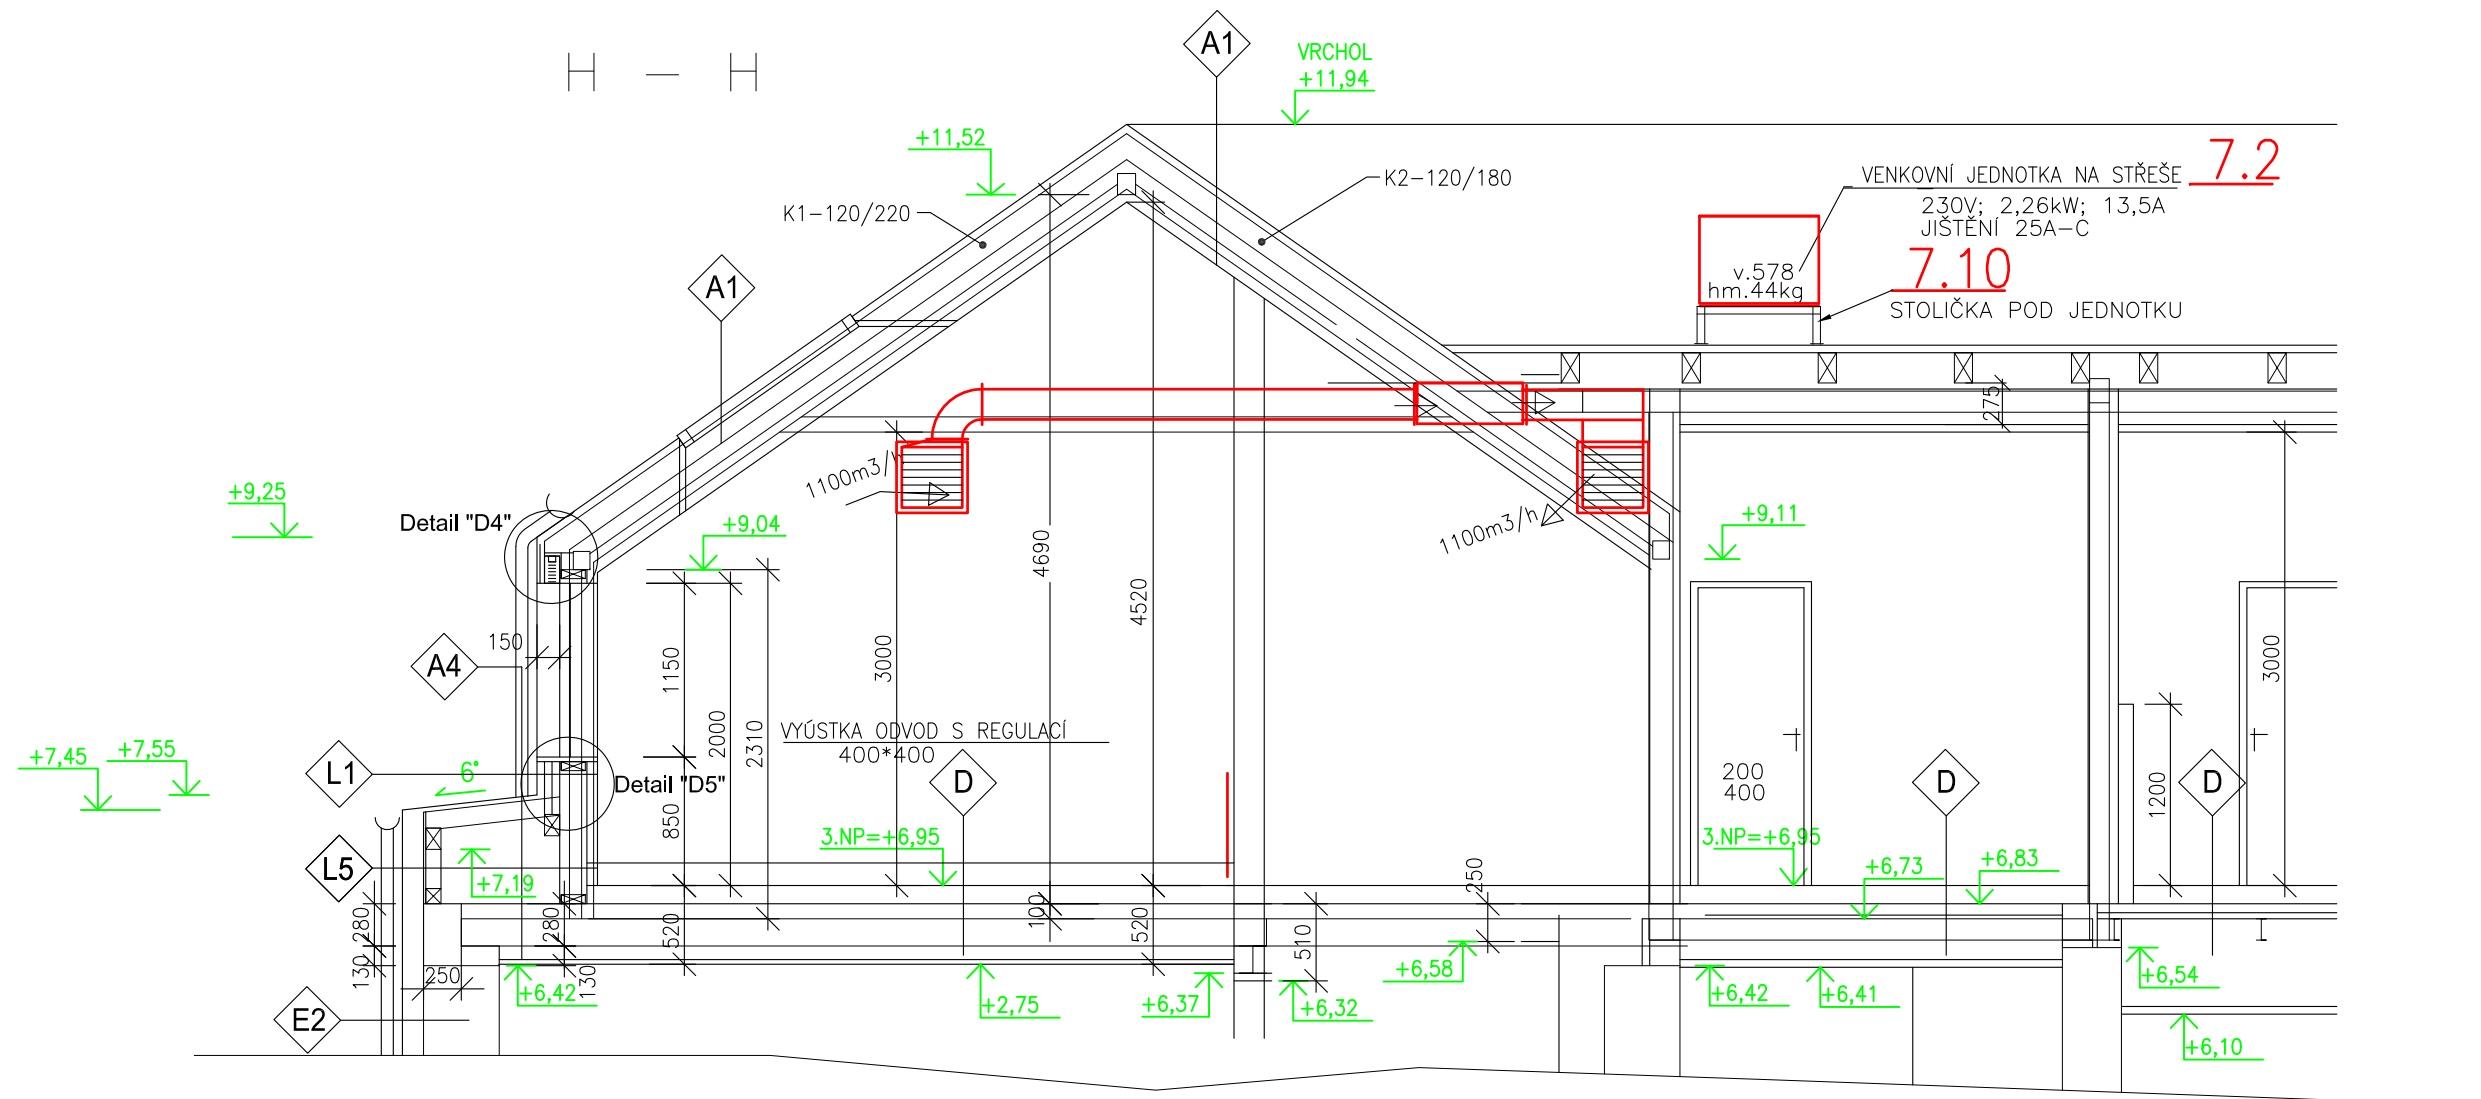 H – H
A1
VRCHOL
+11,94
+11,52
K2–120/180
VENKOVNÍ JEDNOTKA NA STŘEŠE
7.2
K1–120/220
230V; 2,26kW; 13,5A
JIŠTĚNÍ 25A–C
A1
v.578
hm.44kg
7.10
STOLIČKA POD JEDNOTKU
275
1100m3/h
+9,25
Detail "D4"
+9,04
1100m3/h
+9,11
4690
4520
150
A4
1150
3000
3000
2000
2310
VYÚSTKA ODVOD S REGULACÍ
400*400
+7,45
+7,55
L1
6°
Detail "D5"
D
200
400
D
D
1200
850
3.NP=+6,95
3.NP=+6,95
L5
+7,19
250
+6,73
+6,83
280
280
520
100
520
510
130
250
130
+6,42
+2,75
+6,37
+6,32
+6,58
+6,42
+6,41
+6,54
E2
+6,10